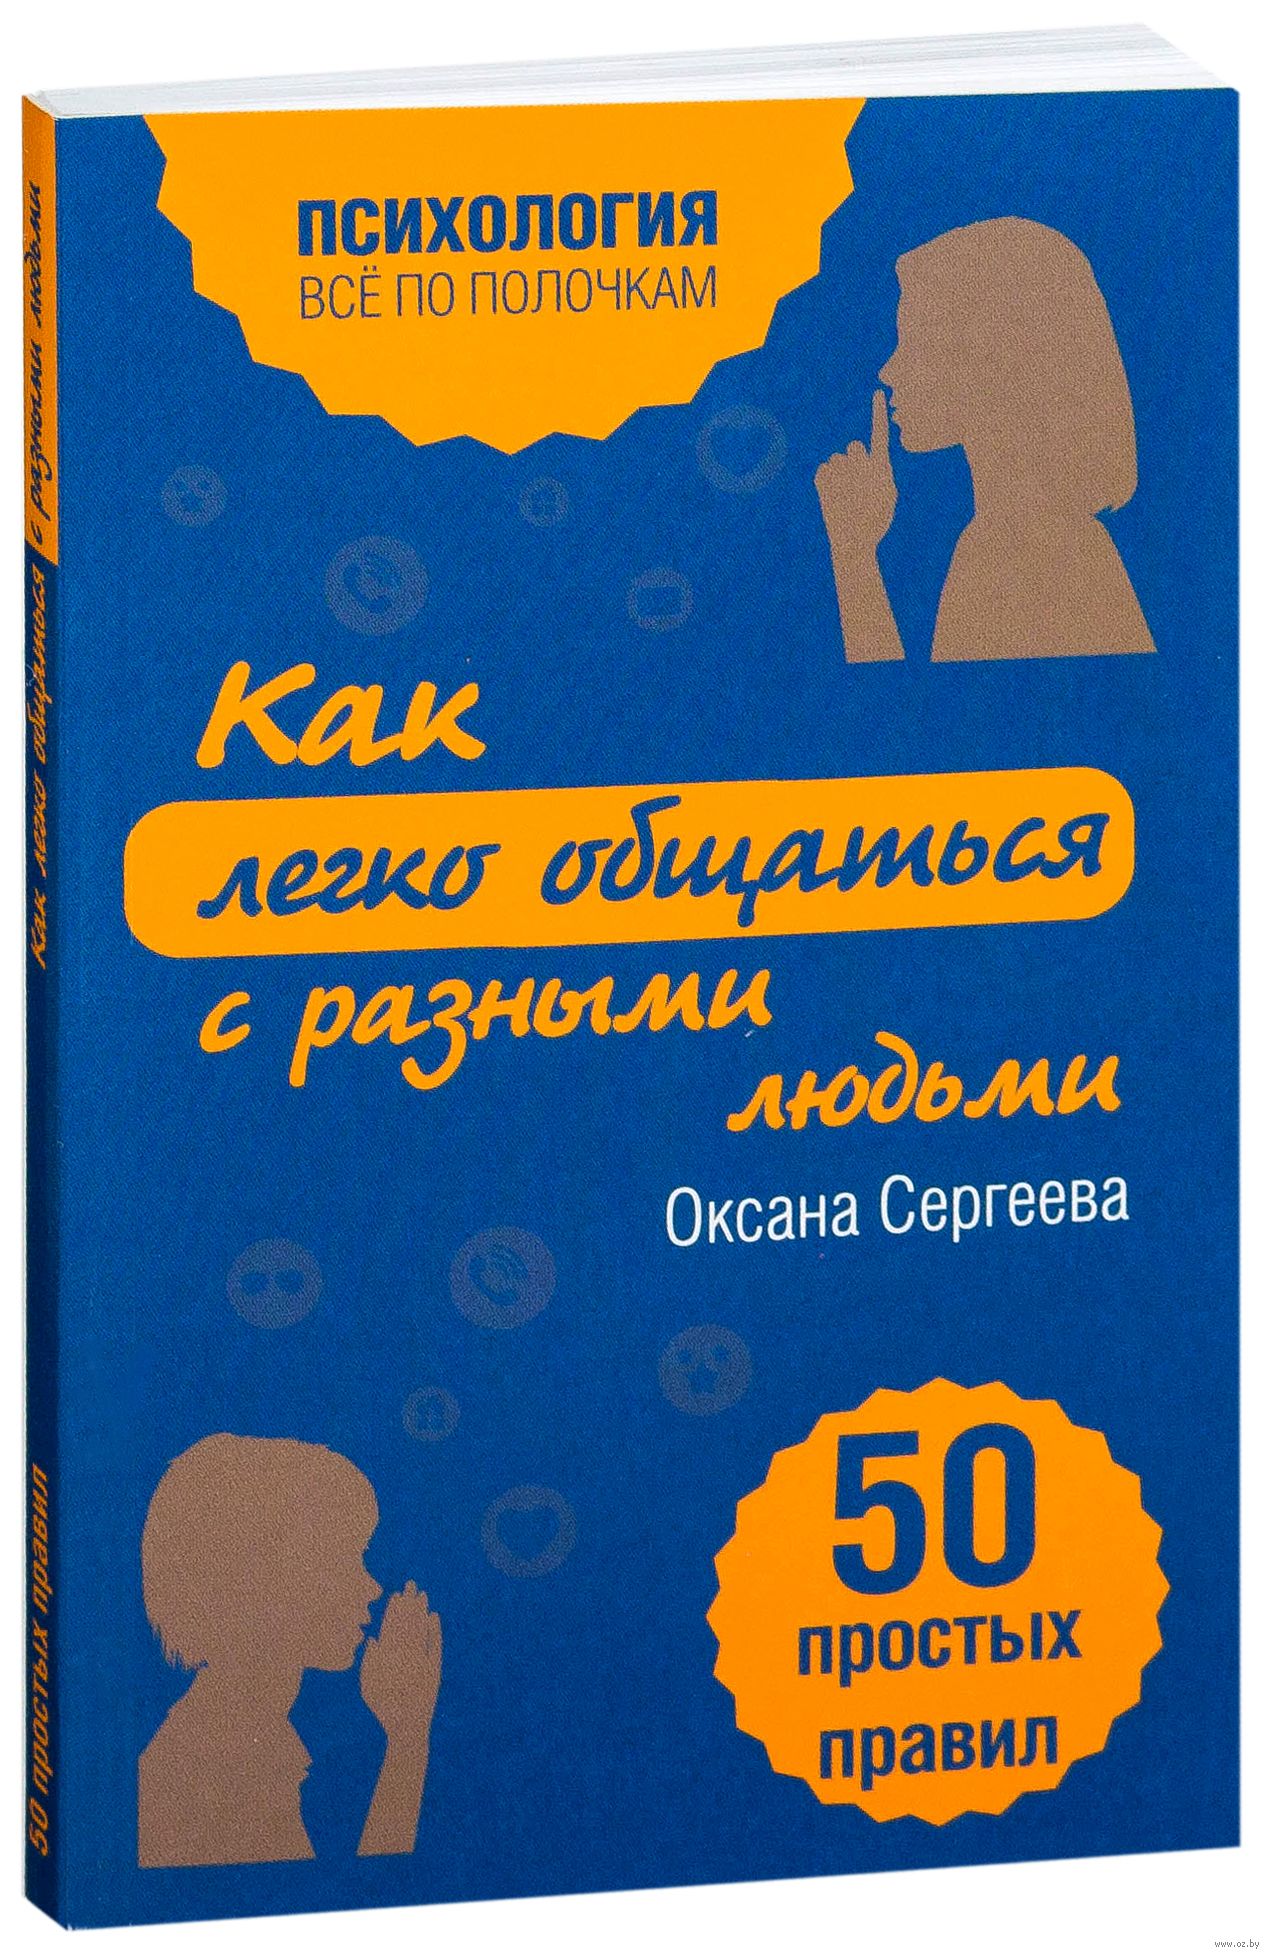 ПСИХОЛОГИЯ
ВСЁ ПО ПОЛОЧКАМ
Как
легко общаться
с разными
людьми
Оксана Сергеева
50
простых
правил
Как легко общаться с разными людьми
50 простых правил
www.oz.by